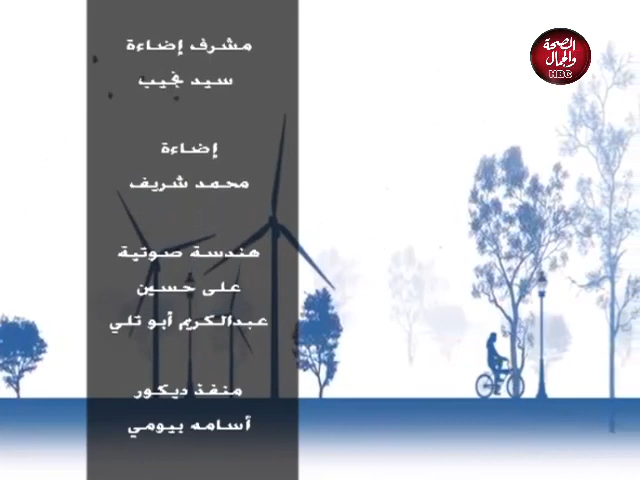 الصحة
والجمال
HBC
مشرف إضاءة
سيد نجيب
إضاءة
محمد شريف
هندسة صوتية
على حسين
عبدالكريم أبو تلي
منفذ ديكور
أسامه بيومي